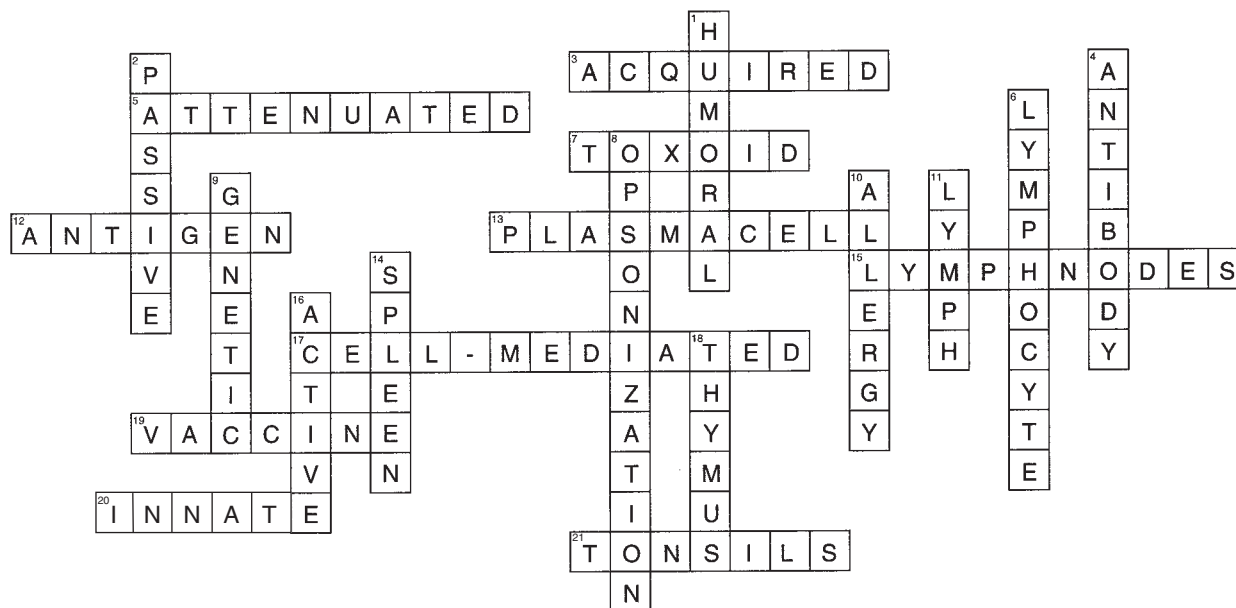 1 HUMORAL
2 PASSIVE
3 ACQUIRED
4 ANTIBODY
5 ATTENUATED
6 LYMPHOCYTE
7 TOXOID
8 OPSONIZATION
9 GENETIC
10 ALLERGY
11 LYMPH
12 ANTIGEN
13 PLASMACELL
14 SPLEEN
15 LYMPHNODES
16 ACTIVE
17 CELL-MEDIATED
18 THYMUS
19 VACCINE
20 INNATE
21 TONSILS